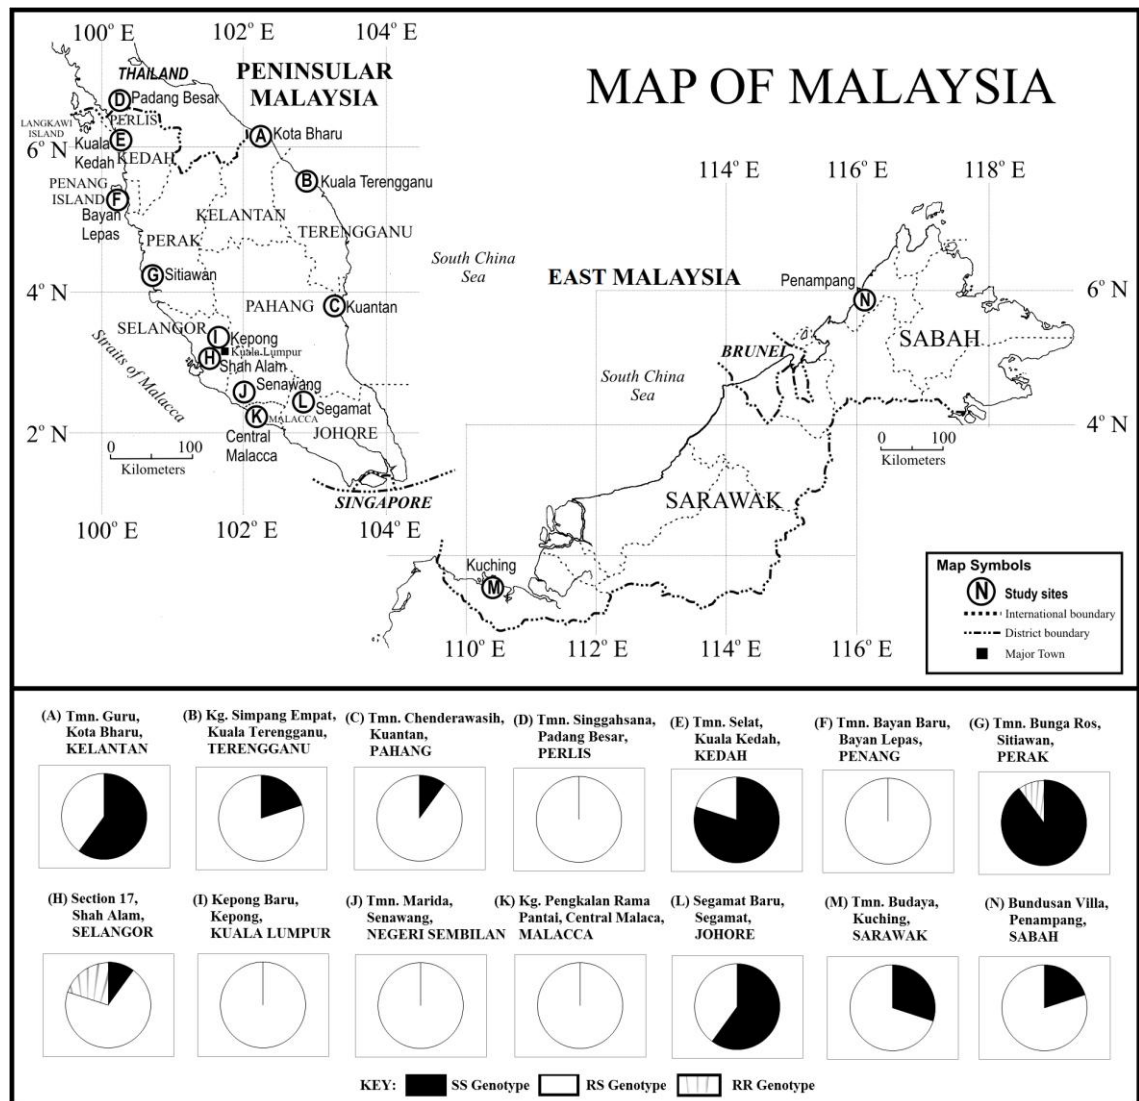 MAP OF MALAYSIA
100° E
102° E
104° E
THAILAND
PENINSULAR
MALAYSIA
D
Padang Besar
PERLIS
LANGKAWI
ISLAND
E
Kuala
Kedah
KEDAH
6° N
A
Kota Bharu
B
Kuala Terengganu
PENANG
ISLAND
F
Bayan
Lepas
KELANTAN
TERENGGANU
PERAK
G
Sitiawan
4° N
South China
Sea
PAHANG
C
Kuantan
SELANGOR
I
Kepong
Kuala Lumpur
H
Shah Alam
Straits of Malacca
J
Senawang
L
Segamat
K
MALACCA
Central
Malacca
JOHORE
2° N
0 100
Kilometers
SINGAPORE
100° E
102° E
104° E
114° E
116° E
118° E
EAST MALAYSIA
Penampang
N
6° N
SABAH
BRUNEI
South China
Sea
4° N
0 100
Kilometers
SARAWAK
Kuching
M
110° E
112° E
114° E
116° E
Map Symbols
N
Study sites
International boundary
District boundary
Major Town
(A) Tmn. Guru,
Kota Bharu,
KELANTAN
(B) Kg. Simpang Empat,
Kuala Terengganu,
TERENGGANU
(C) Tmn. Chenderawasih,
Kuantan,
PAHANG
(D) Tmn. Singgahsana,
Padang Besar,
PERLIS
(E) Tmn. Selat,
Kuala Kedah,
KEDAH
(F) Tmn. Bayan Baru,
Bayan Lepas,
PENANG
(G) Tmn. Bunga Ros,
Sitiawan,
PERAK
(H) Section 17,
Shah Alam,
SELANGOR
(I) Kepong Baru,
Kepong,
KUALA LUMPUR
(J) Tmn. Marida,
Senawang,
NEGERI SEMBILAN
(K) Kg. Pengkalan Rama
Pantai, Central Malaca,
MALACCA
(L) Segamat Baru,
Segamat,
JOHORE
(M) Tmn. Budaya,
Kuching,
SARAWAK
(N) Bundusan Villa,
Penampang,
SABAH
KEY: SS Genotype RS Genotype RR Genotype